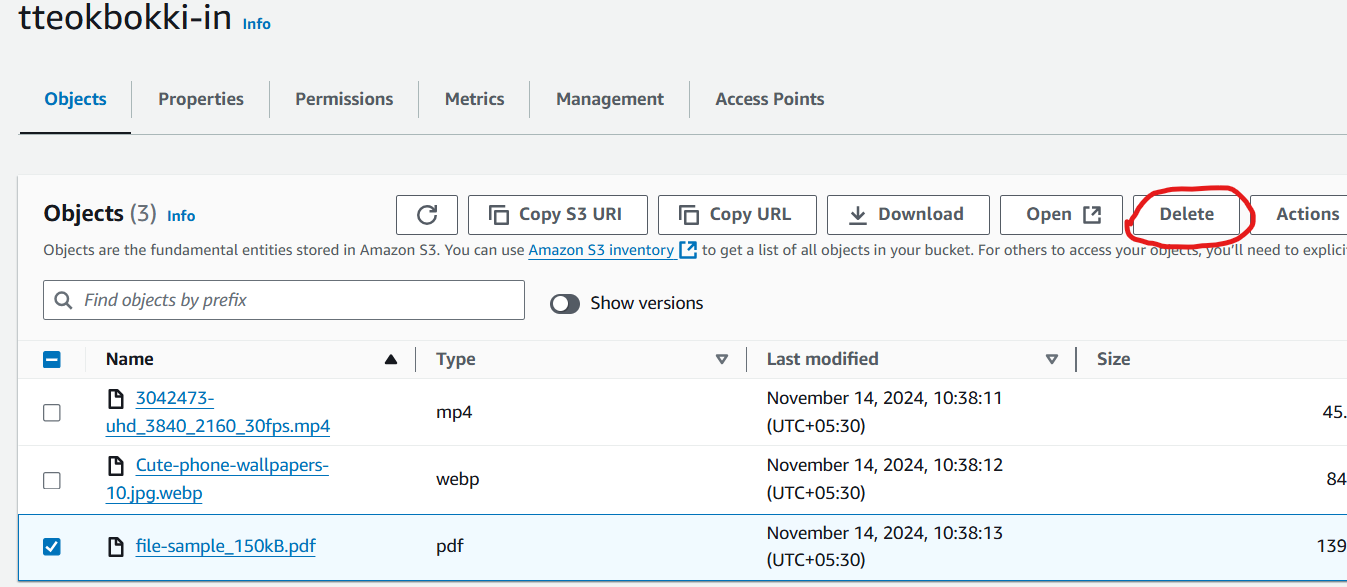 tteokbokki-in Info
Objects Properties Permissions Metrics Management Access Points
Objects (3) Info Copy S3 URI Copy URL Download Open Delete Actions
Objects are the fundamental entities stored in Amazon S3. You can use Amazon S3 inventory to get a list of all objects in your bucket. For others to access your objects, you'll need to explici
Find objects by prefix Show versions
Name Type Last modified Size
3042473- November 14, 2024, 10:38:11
mp4 45.
uhd_3840_2160_30fps.mp4 (UTC+05:30)
Cute-phone-wallpapers- November 14, 2024, 10:38:12
webp 84
10.jpg.webp (UTC+05:30)
November 14, 2024, 10:38:13
file-sample_150kB.pdf pdf 139
(UTC+05:30)